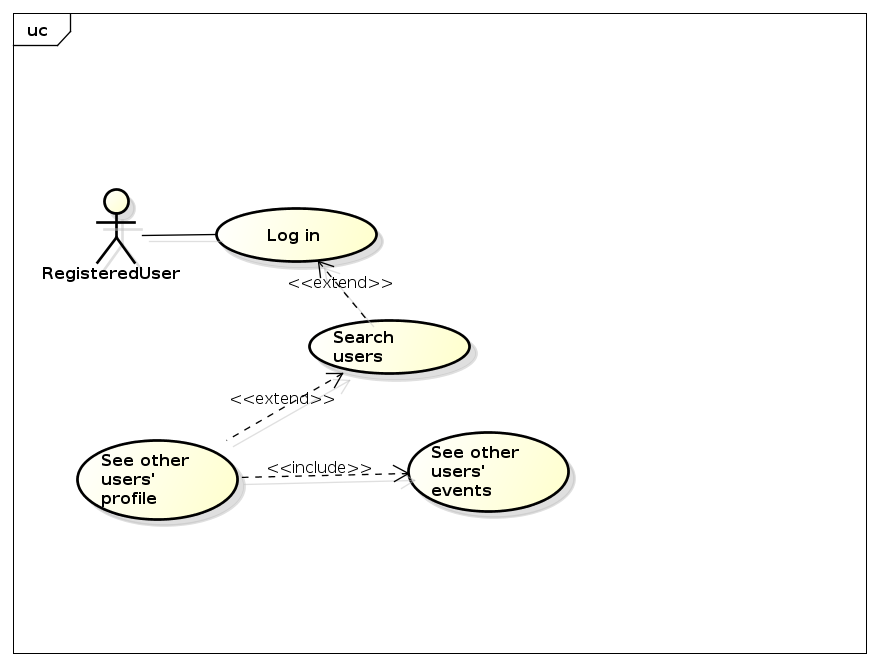 uc
Log in
RegisteredUser
<<extend>>
Search
users
<<extend>>
See other
users'
profile
<<include>>
See other
users'
events